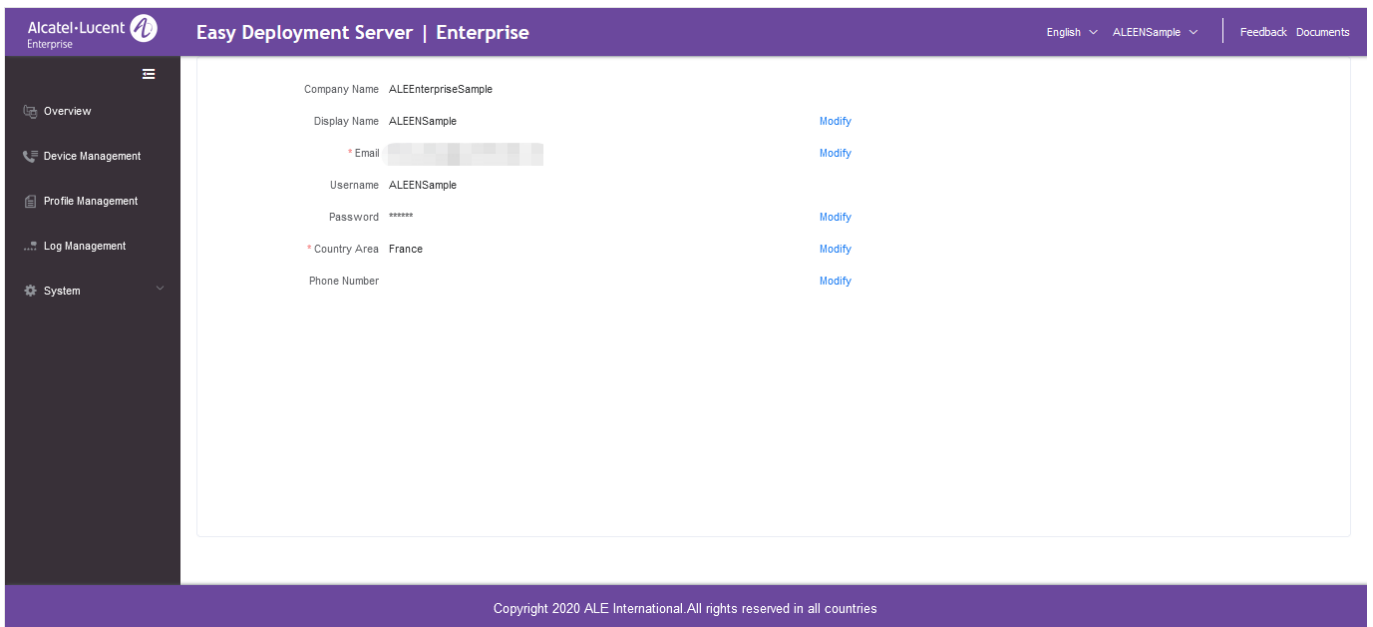 Alcatel·Lucent
Enterprise
Easy Deployment Server | Enterprise
English ALEENSample Feedback Documents
Overview
Device Management
Profile Management
Log Management
System
Company Name ALEEnterpriseSample
Display Name ALEENSample Modify
* Email Modify
Username ALEENSample
Password ****** Modify
* Country Area France Modify
Phone Number Modify
Copyright 2020 ALE International.All rights reserved in all countries